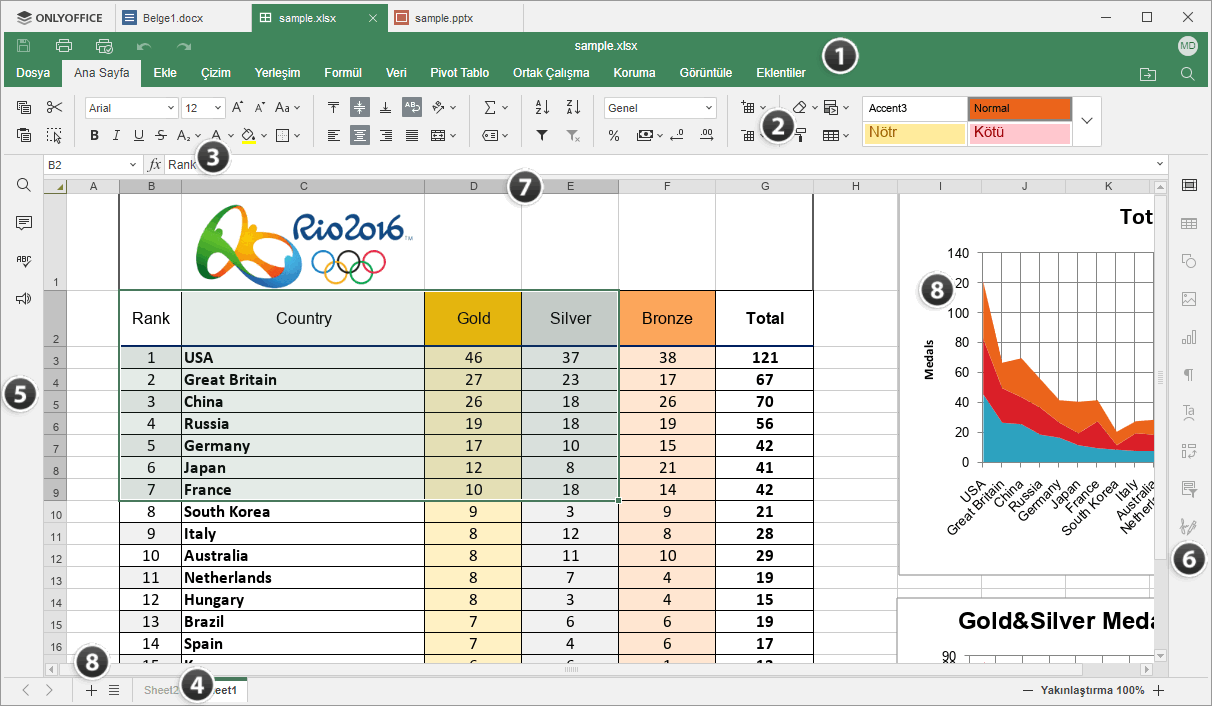 ONLYOFFICE Belge1.docx sample.xlsx sample.pptx
sample.xlsx 1 MD
Dosya Ana Sayfa Ekle Çizim Yerleşim Formül Veri Pivot Tablo Ortak Çalışma Koruma Görüntüle Eklentiler
Arial 12 Genel Accent3 Normal
2 Nötr Kötü
B2 fx Rank 3
A B C D 7 E F G H I J K
1 Rio2016 TM
2 Rank Country Gold Silver Bronze Total
3 1 USA 46 37 38 121
4 2 Great Britain 27 23 17 67
5 3 China 26 18 26 70
6 4 Russia 19 18 19 56
7 5 Germany 17 10 15 42
8 6 Japan 12 8 21 41
9 7 France 10 18 14 42
10 8 South Korea 9 3 9 21
11 9 Italy 8 12 8 28
12 10 Australia 8 11 10 29
13 11 Netherlands 8 7 4 19
14 12 Hungary 8 3 4 15
15 13 Brazil 7 6 6 19
16 14 Spain 7 4 6 17
5
Tot
140
8 20
100
80
60
40
20
0
Medals
USA
Great Britain
China
Russia
Germany
Japan
France
South Korea
Italy
Australia
Netherl
6
Gold&Silver Meda
90
8
Sheet2 4 eet1 Yakınlaştırma 100%